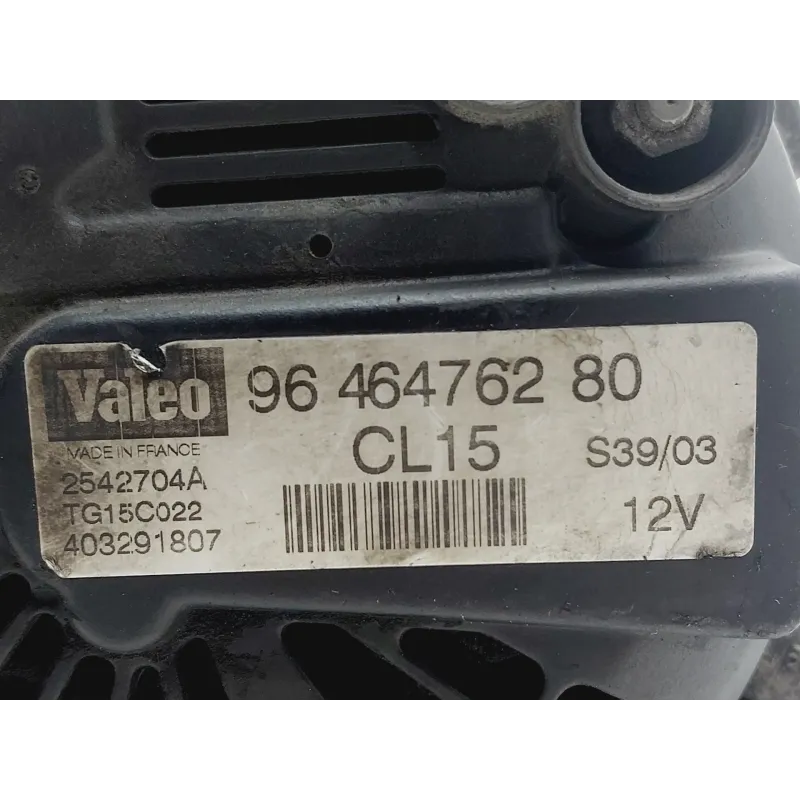 Valeo 96 464762 80
MADE IN FRANCE CL15 S39/03
2542704A
TG15C022 12V
403291807